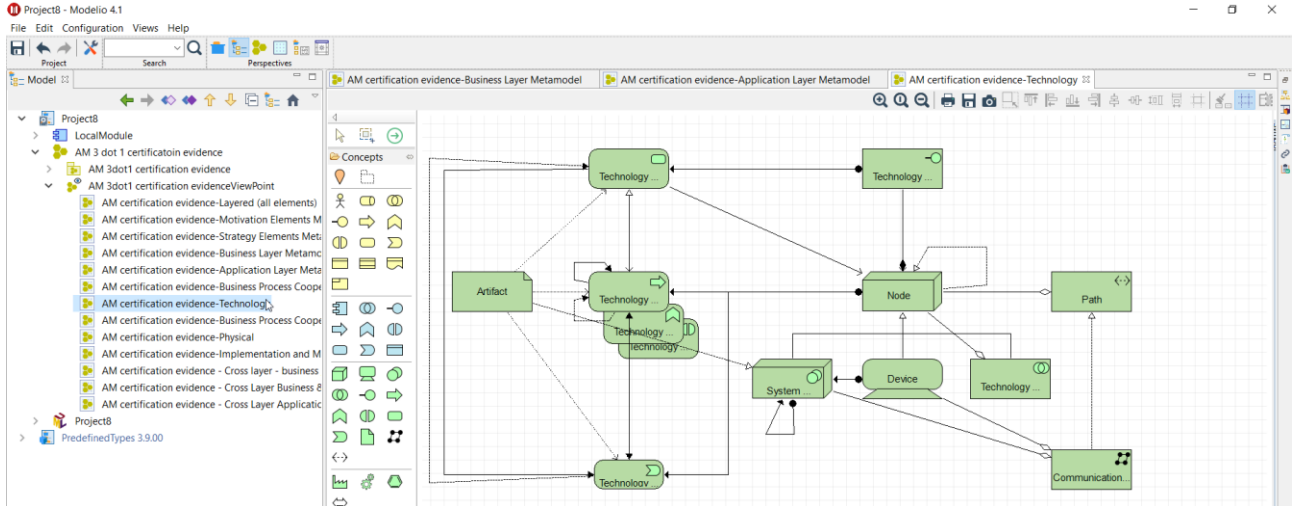 Project8 - Modelio 4.1
File Edit Configuration Views Help
Project Search Perspectives
Model
AM certification evidence-Business Layer Metamodel
AM certification evidence-Application Layer Metamodel
AM certification evidence-Technology
Project8
LocalModule
AM 3 dot 1 certificatoin evidence
AM 3dot1 certification evidence
AM 3dot1 certification evidenceViewPoint
AM certification evidence-Layered (all elements)
AM certification evidence-Motivation Elements M
AM certification evidence-Strategy Elements Meta
AM certification evidence-Business Layer Metamc
AM certification evidence-Application Layer Meta
AM certification evidence-Business Process Coope
AM certification evidence-Technology
AM certification evidence-Business Process Coope
AM certification evidence-Physical
AM certification evidence-Implementation and M
AM certification evidence - Cross layer - business
AM certification evidence - Cross Layer Business &
AM certification evidence - Cross Layer Applicatic
Project8
PredefinedTypes 3.9.00
Concepts
Technology ...
Technology ...
Artifact
Technology ...
Node
Path
Technology ...
Technology ...
System ...
Device
Technology ...
Technology ...
Communication...